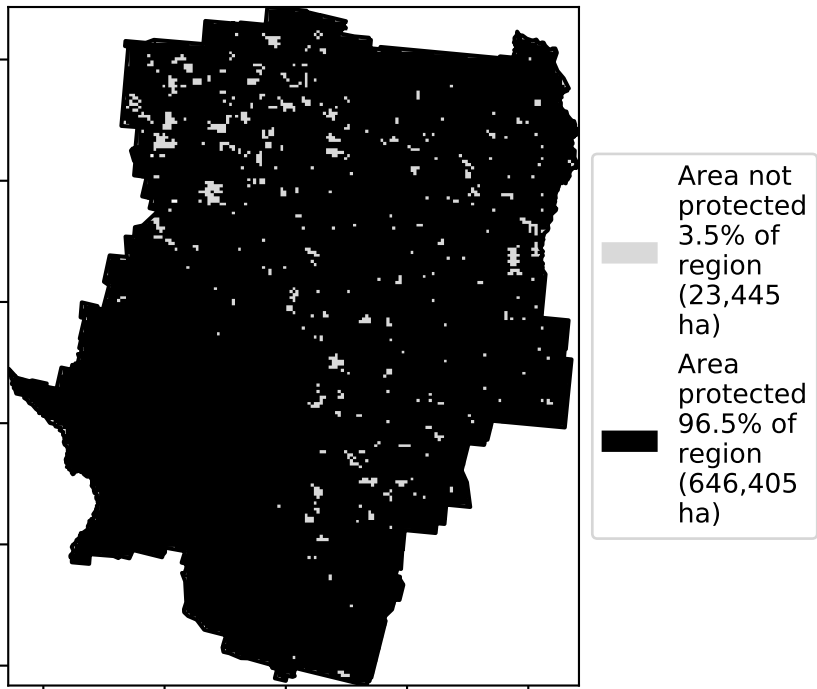 Area not
protected
3.5% of
region
(23,445
ha)
Area
protected
96.5% of
region
(646,405
ha)